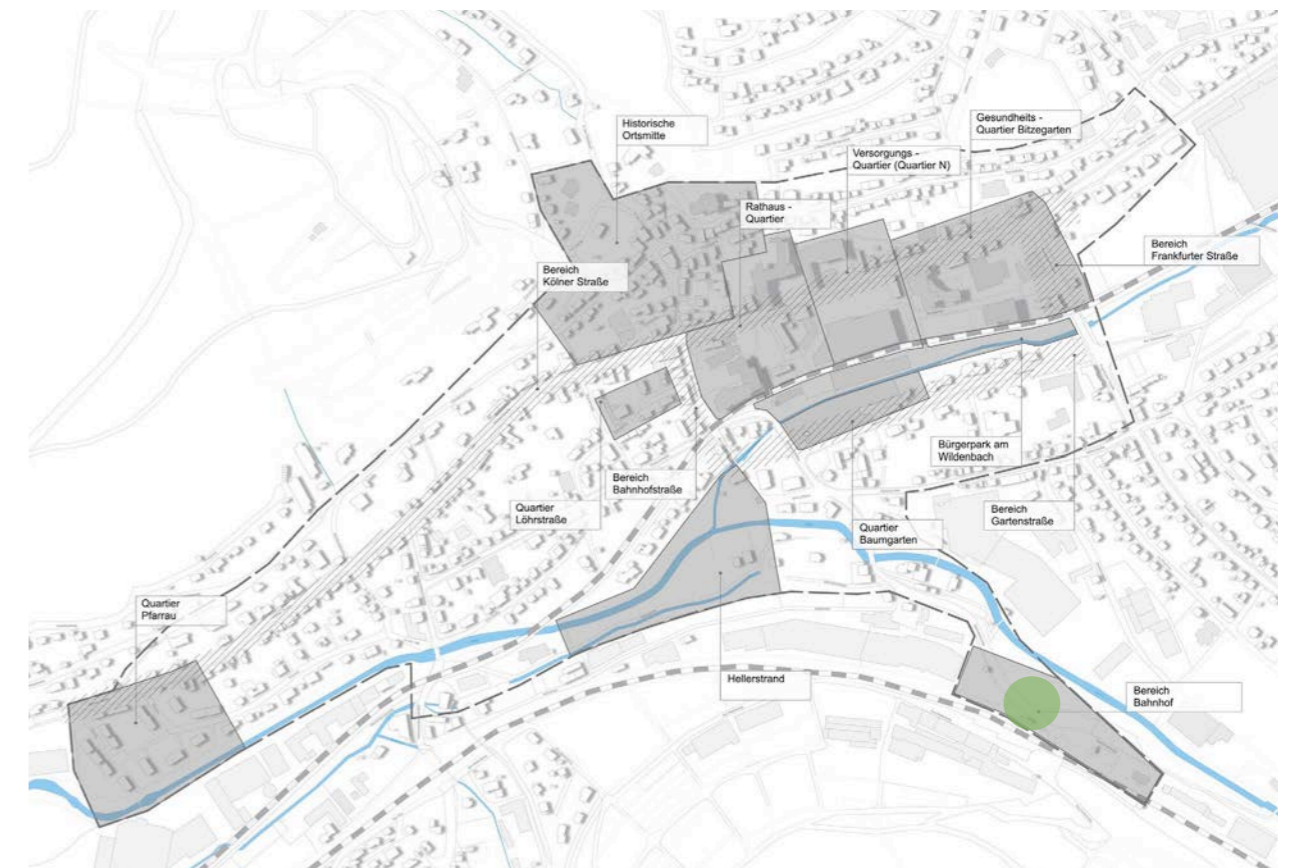 Historische
Ortsmitte
Gesundheits -
Quartier Bitzegarten
Versorgungs -
Quartier (Quartier N)
Rathaus -
Quartier
Bereich
Frankfurter Straße
Bereich
Kölner Straße
Bürgerpark am
Wildenbach
Bereich
Bahnhofstraße
Quartier
Löhrstraße
Bereich
Gartenstraße
Quartier
Baumgarten
Quartier
Pfarrau
Hellerstrand
Bereich
Bahnhof